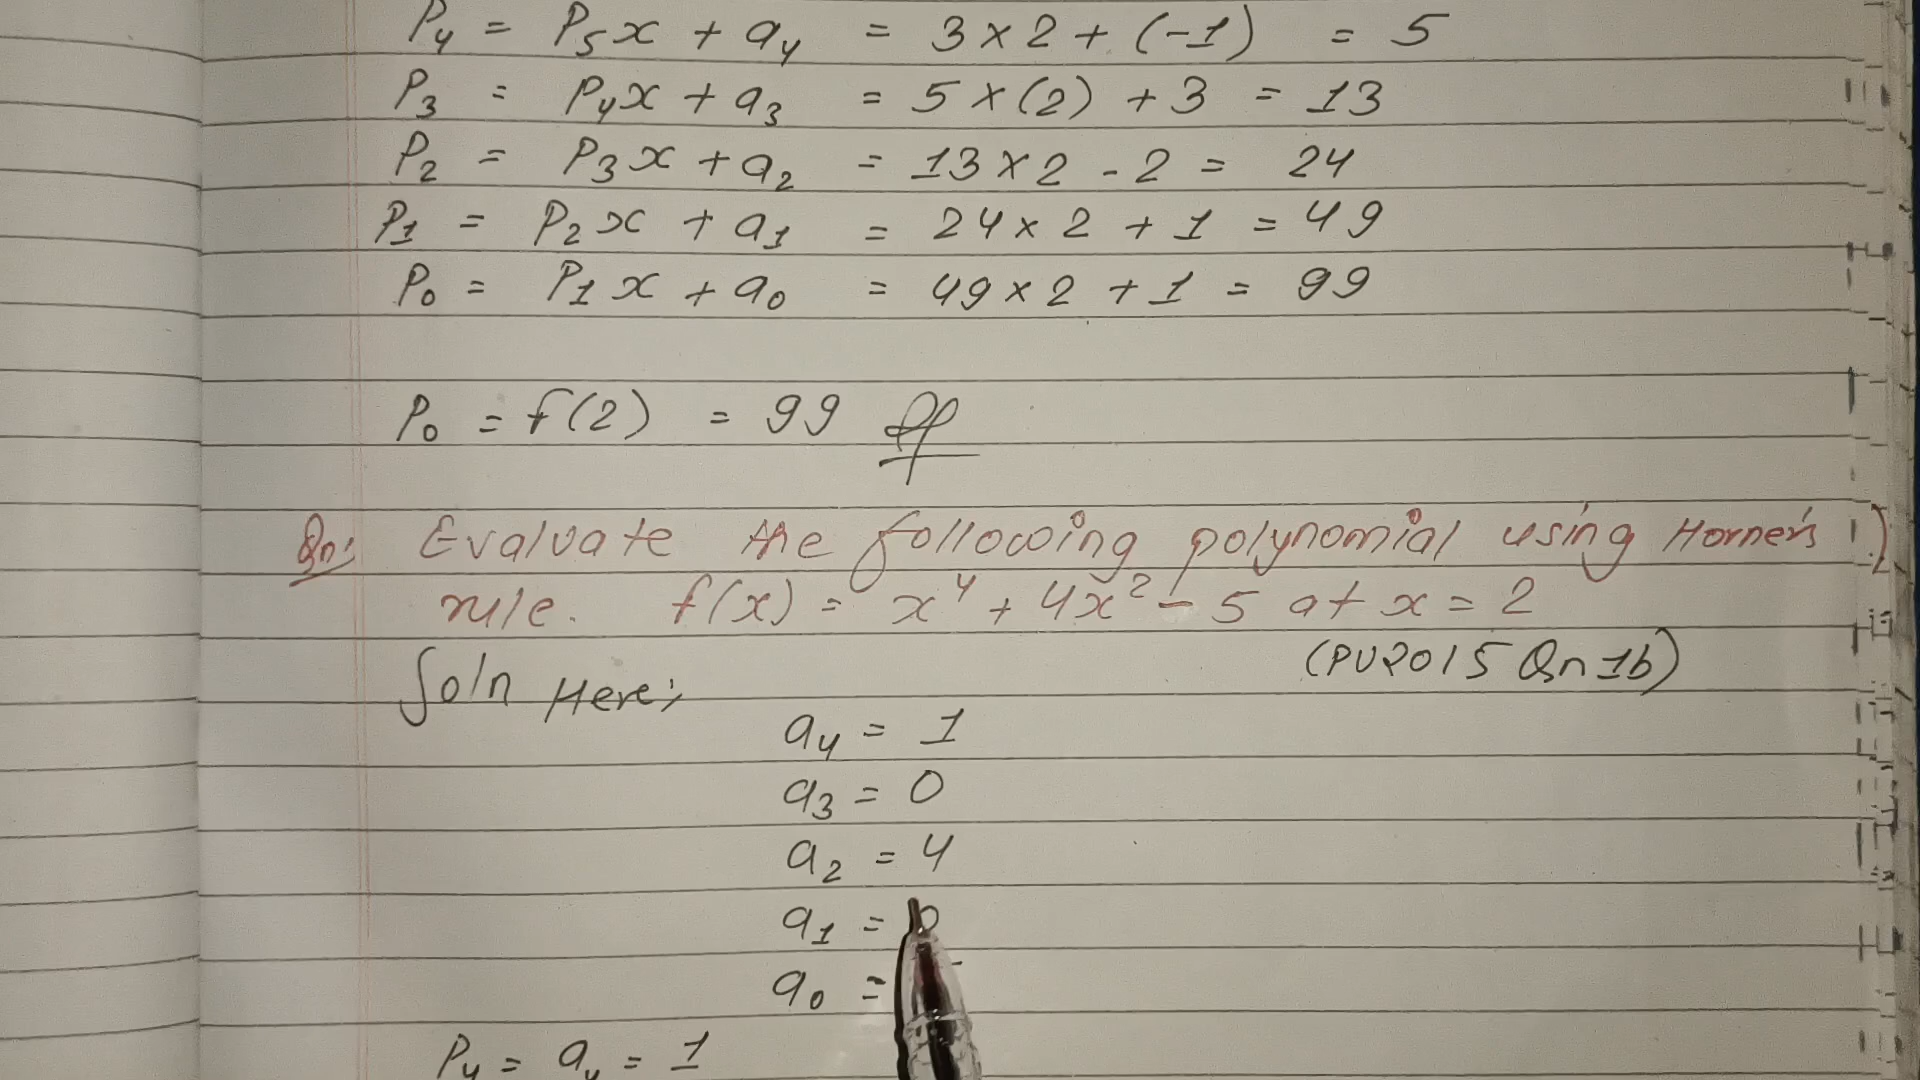 P₄ = P₅x + a₄ = 3 × 2 + (-1) = 5
P₃ = P₄x + a₃ = 5 × (2) + 3 = 13
P₂ = P₃x + a₂ = 13 × 2 - 2 = 24
P₁ = P₂x + a₁ = 24 × 2 + 1 = 49
P₀ = P₁x + a₀ = 49 × 2 + 1 = 99
P₀ = f(2) = 99
Qn: Evaluate the following polynomial using Horner's
rule. f(x) = x⁴ + 4x² - 5 at x = 2
(PU2015 Qn 1b)
Soln Here;
a₄ = 1
a₃ = 0
a₂ = 4
a₁ = 0
a₀ =
P₄ = a₄ = 1